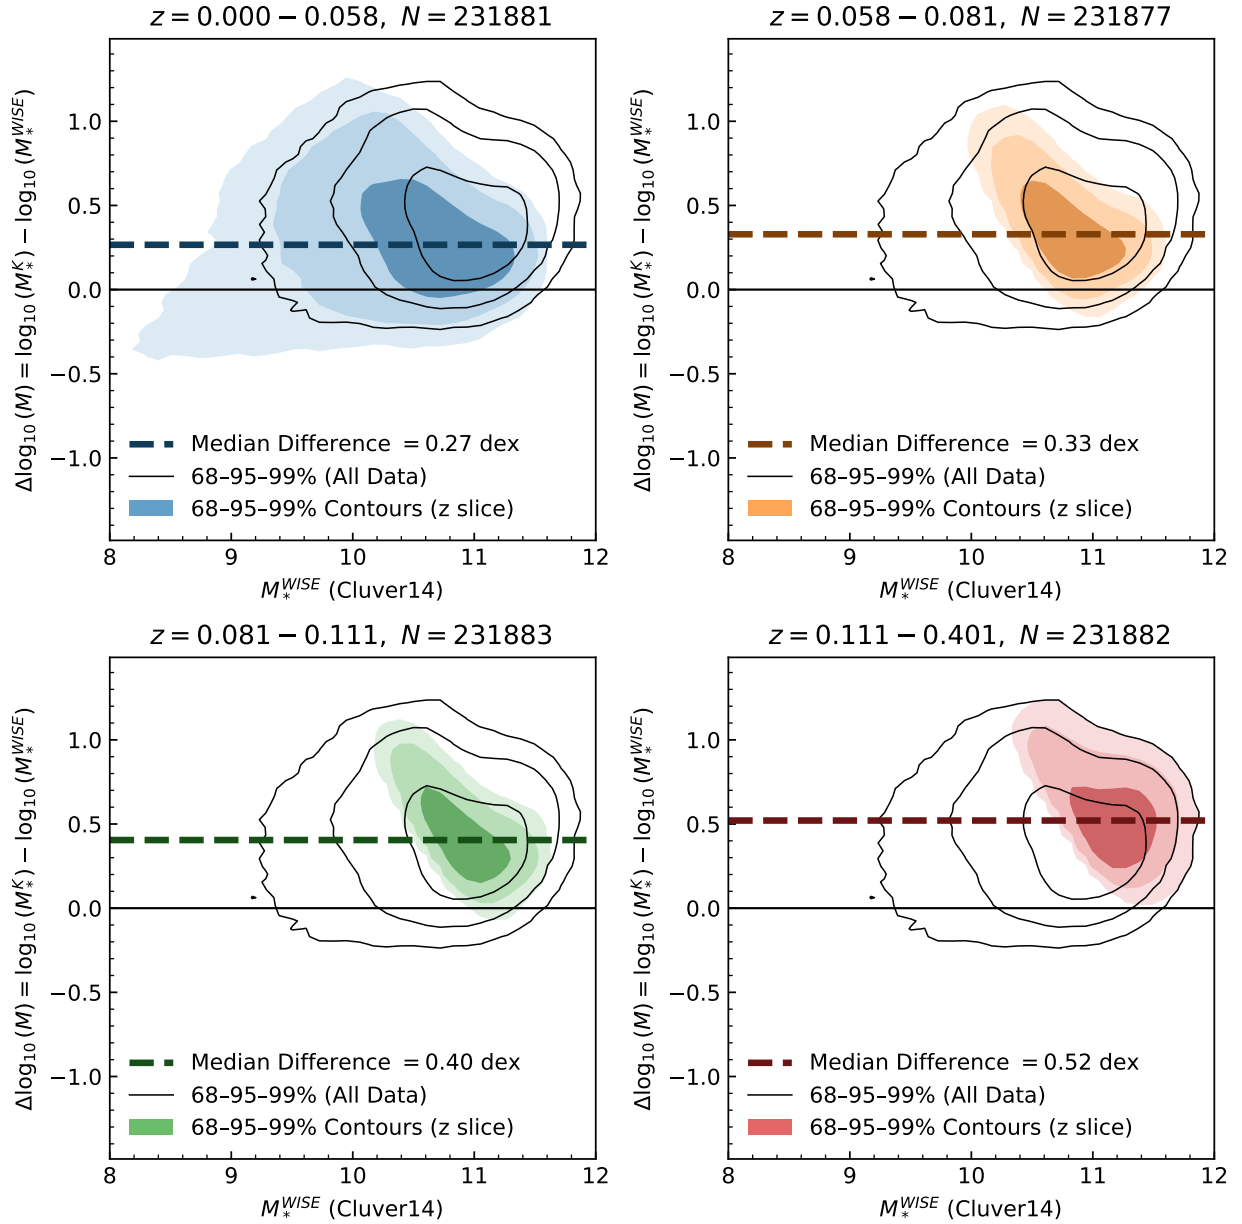 z = 0.000 − 0.058, N = 231881
Δlog₁₀(M) = log₁₀(M*ᴷ) − log₁₀(M*ᵂᴵˢᴱ)
1.0
0.5
0.0
−0.5
−1.0
Median Difference = 0.27 dex
68–95–99% (All Data)
68–95–99% Contours (z slice)
8 9 10 11 12
M*ᵂᴵˢᴱ (Cluver14)
z = 0.058 − 0.081, N = 231877
Δlog₁₀(M) = log₁₀(M*ᴷ) − log₁₀(M*ᵂᴵˢᴱ)
1.0
0.5
0.0
−0.5
−1.0
Median Difference = 0.33 dex
68–95–99% (All Data)
68–95–99% Contours (z slice)
8 9 10 11 12
M*ᵂᴵˢᴱ (Cluver14)
z = 0.081 − 0.111, N = 231883
Δlog₁₀(M) = log₁₀(M*ᴷ) − log₁₀(M*ᵂᴵˢᴱ)
1.0
0.5
0.0
−0.5
−1.0
Median Difference = 0.40 dex
68–95–99% (All Data)
68–95–99% Contours (z slice)
8 9 10 11 12
M*ᵂᴵˢᴱ (Cluver14)
z = 0.111 − 0.401, N = 231882
Δlog₁₀(M) = log₁₀(M*ᴷ) − log₁₀(M*ᵂᴵˢᴱ)
1.0
0.5
0.0
−0.5
−1.0
Median Difference = 0.52 dex
68–95–99% (All Data)
68–95–99% Contours (z slice)
8 9 10 11 12
M*ᵂᴵˢᴱ (Cluver14)